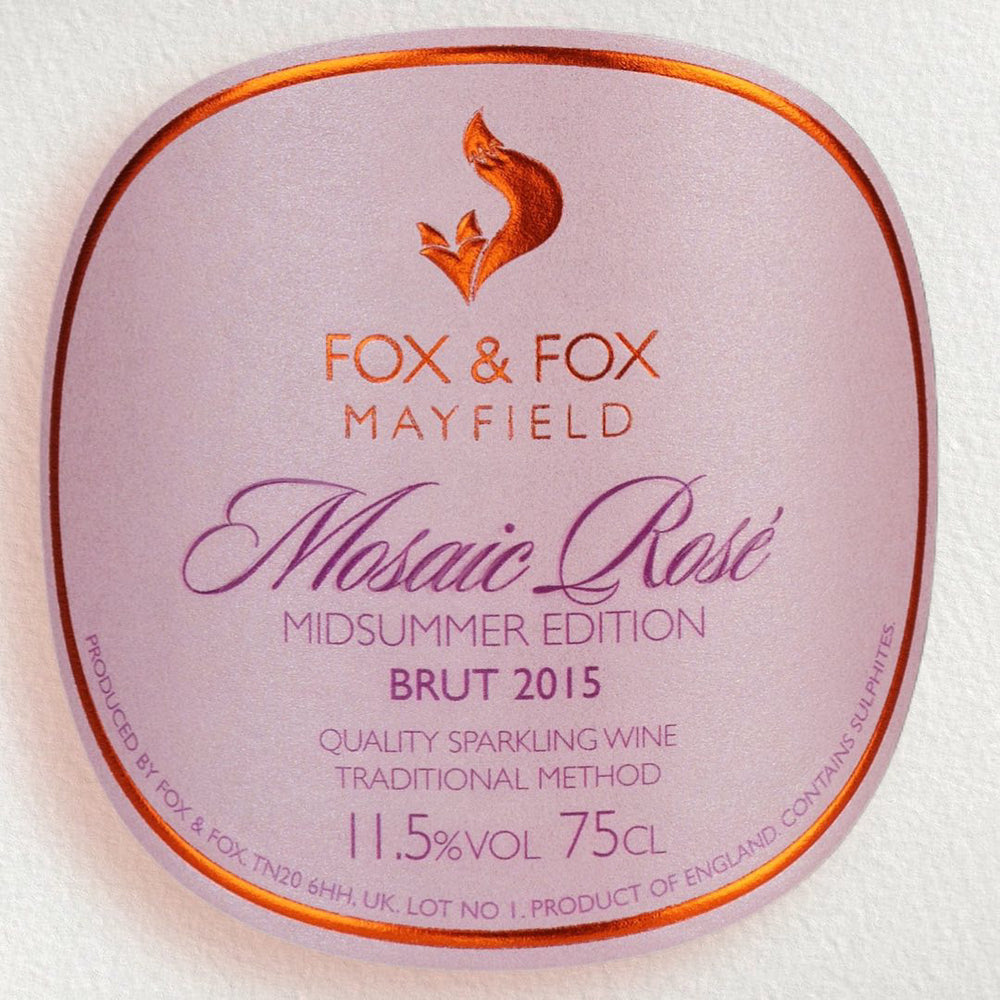 FOX & FOX
MAYFIELD
Mosaic Rosé
MIDSUMMER EDITION
BRUT 2015
QUALITY SPARKLING WINE
TRADITIONAL METHOD
11.5%VOL 75CL
PRODUCED BY FOX & FOX, TN20 6HH, UK. LOT NO 1. PRODUCT OF ENGLAND. CONTAINS SULPHITES.